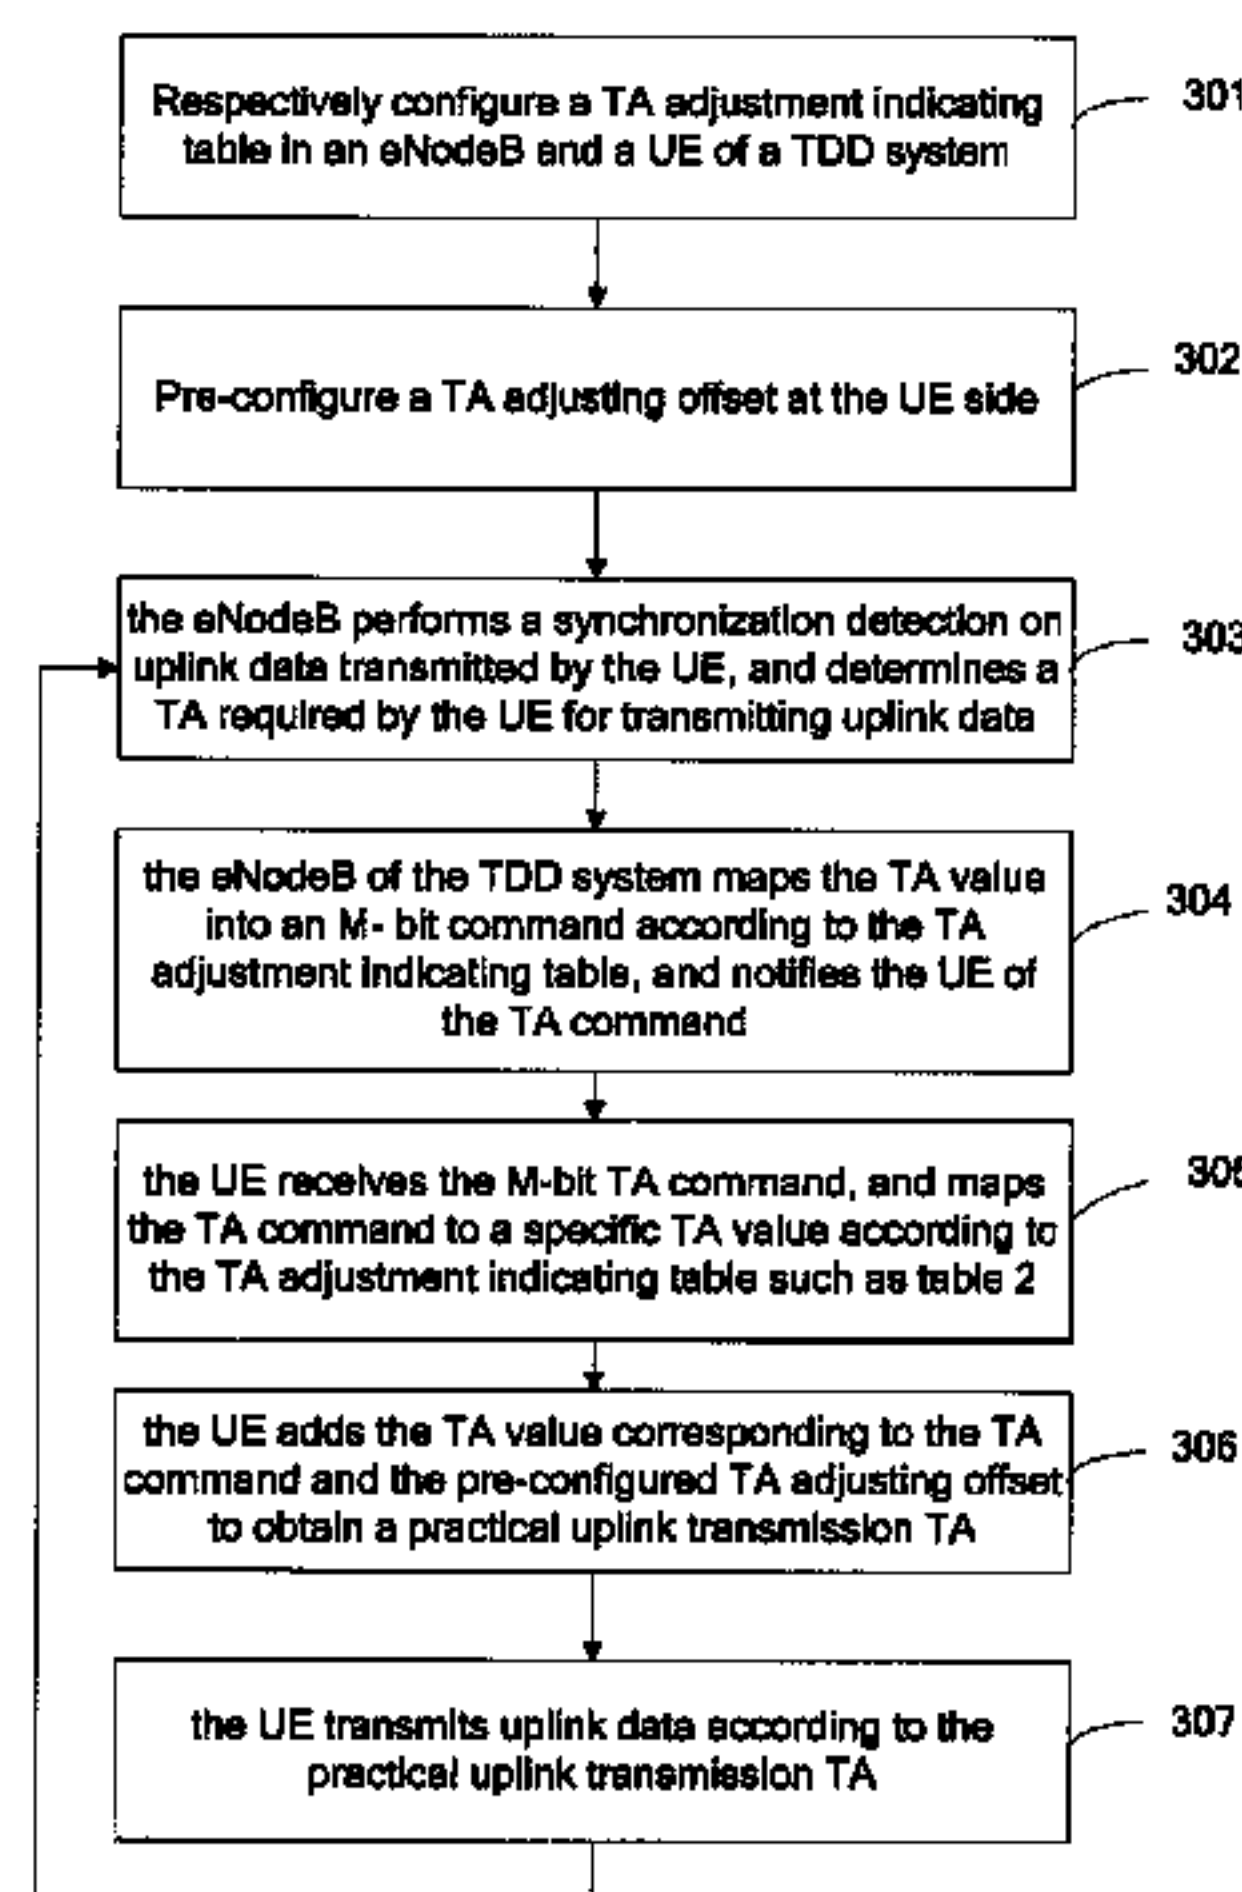 Respectively configure a TA adjustment indicating
table in an eNodeB and a UE of a TDD system
301
Pre-configure a TA adjusting offset at the UE side
302
the eNodeB performs a synchronization detection on
uplink data transmitted by the UE, and determines a
TA required by the UE for transmitting uplink data
303
the eNodeB of the TDD system maps the TA value
into an M- bit command according to the TA
adjustment indicating table, and notifies the UE of
the TA command
304
the UE receives the M-bit TA command, and maps
the TA command to a specific TA value according to
the TA adjustment indicating table such as table 2
305
the UE adds the TA value corresponding to the TA
command and the pre-configured TA adjusting offset
to obtain a practical uplink transmission TA
306
the UE transmits uplink data according to the
practical uplink transmission TA
307